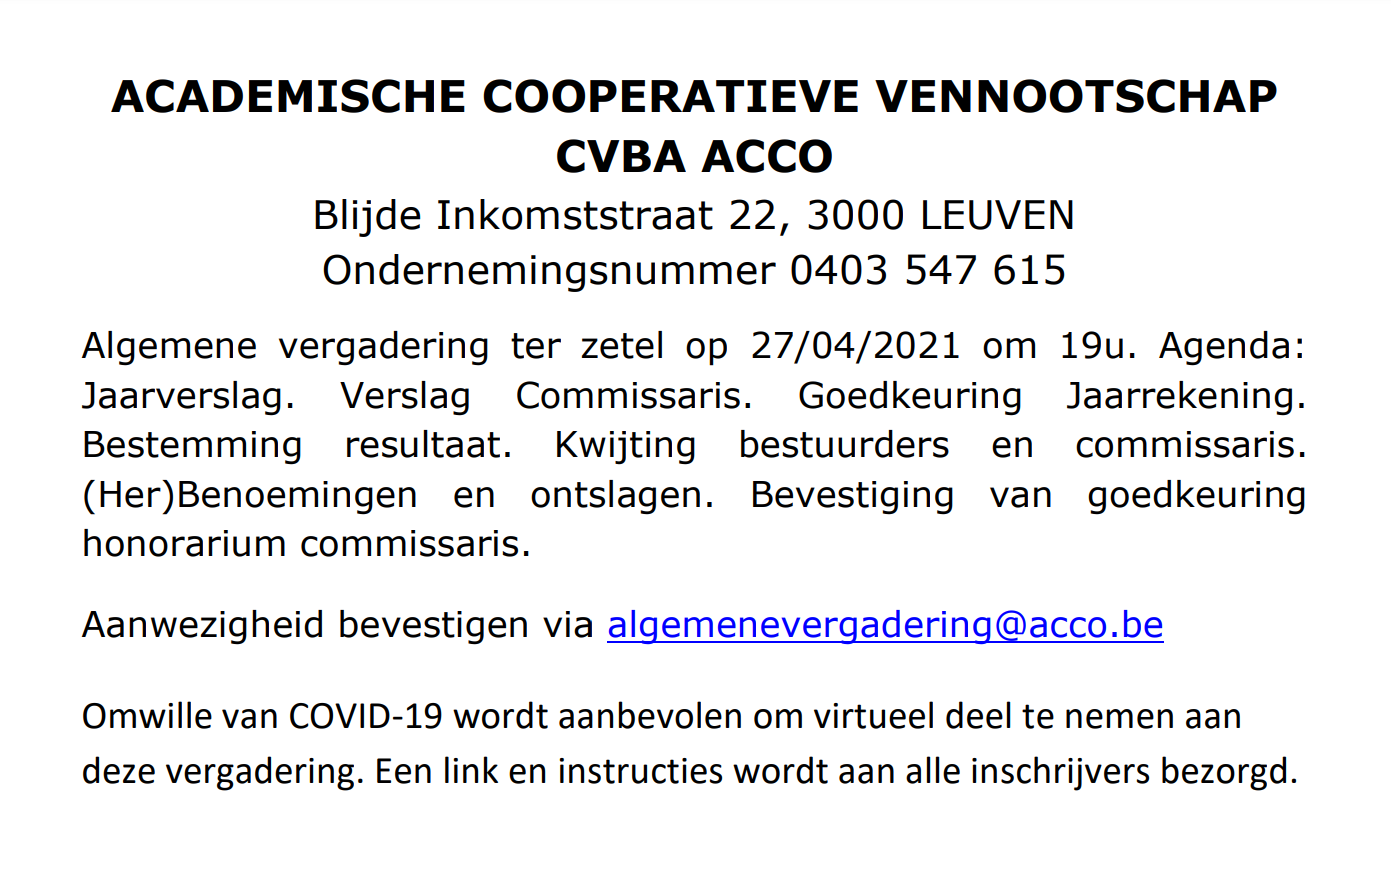 ACADEMISCHE COOPERATIEVE VENNOOTSCHAP
CVBA ACCO
Blijde Inkomststraat 22, 3000 LEUVEN
Ondernemingsnummer 0403 547 615
Algemene vergadering ter zetel op 27/04/2021 om 19u. Agenda:
Jaarverslag. Verslag Commissaris. Goedkeuring Jaarrekening.
Bestemming resultaat. Kwijting bestuurders en commissaris.
(Her)Benoemingen en ontslagen. Bevestiging van goedkeuring
honorarium commissaris.
Aanwezigheid bevestigen via algemenevergadering@acco.be
Omwille van COVID-19 wordt aanbevolen om virtueel deel te nemen aan
deze vergadering. Een link en instructies wordt aan alle inschrijvers bezorgd.